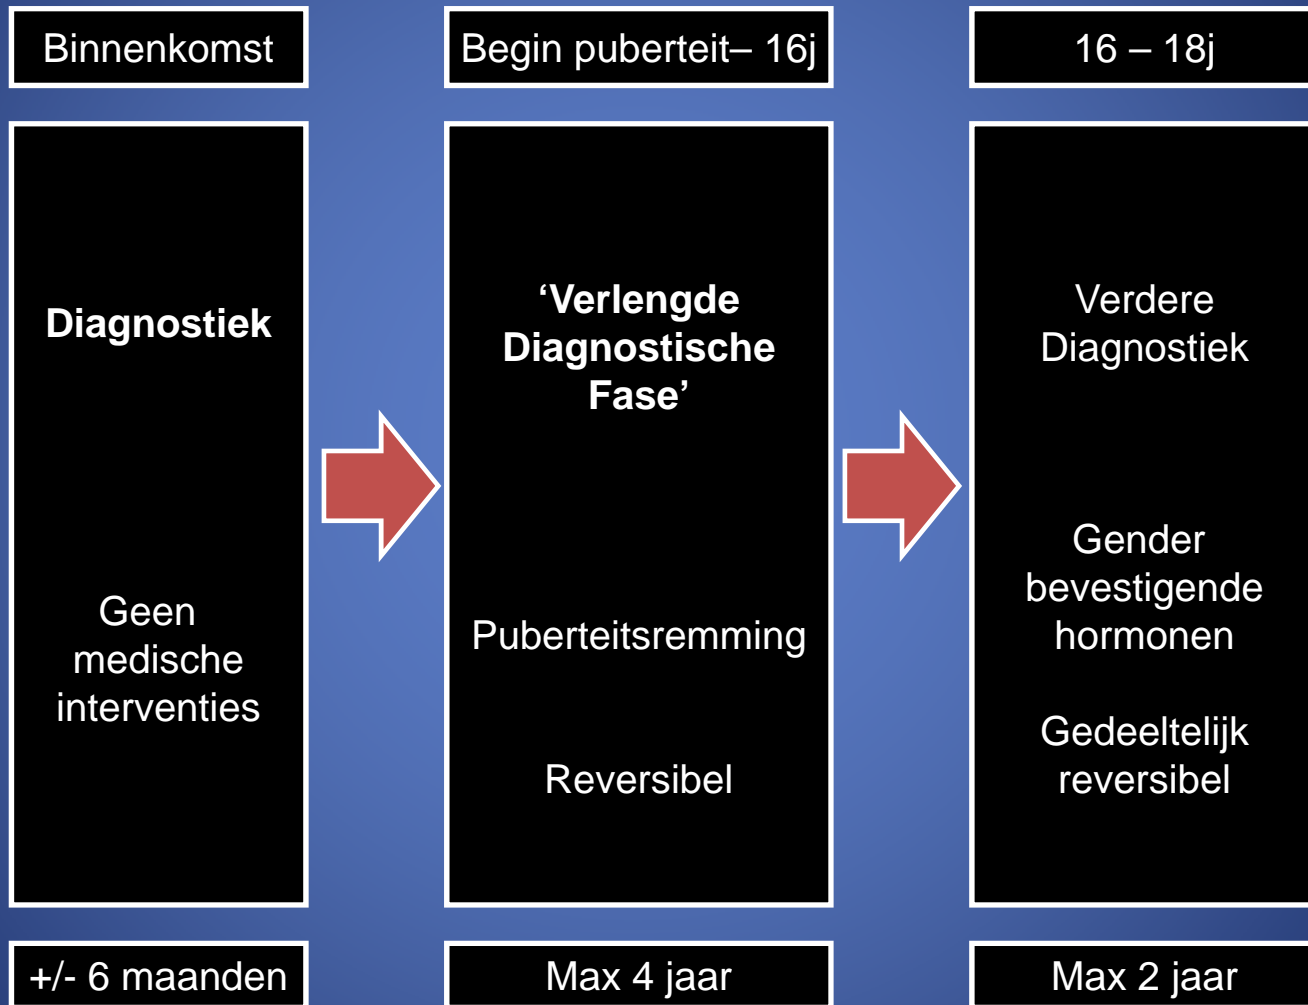 Binnenkomst
Begin puberteit– 16j
16 – 18j
Diagnostiek
Geen
medische
interventies
‘Verlengde
Diagnostische
Fase’
Puberteitsremming
Reversibel
Verdere
Diagnostiek
Gender
bevestigende
hormonen
Gedeeltelijk
reversibel
+/- 6 maanden
Max 4 jaar
Max 2 jaar